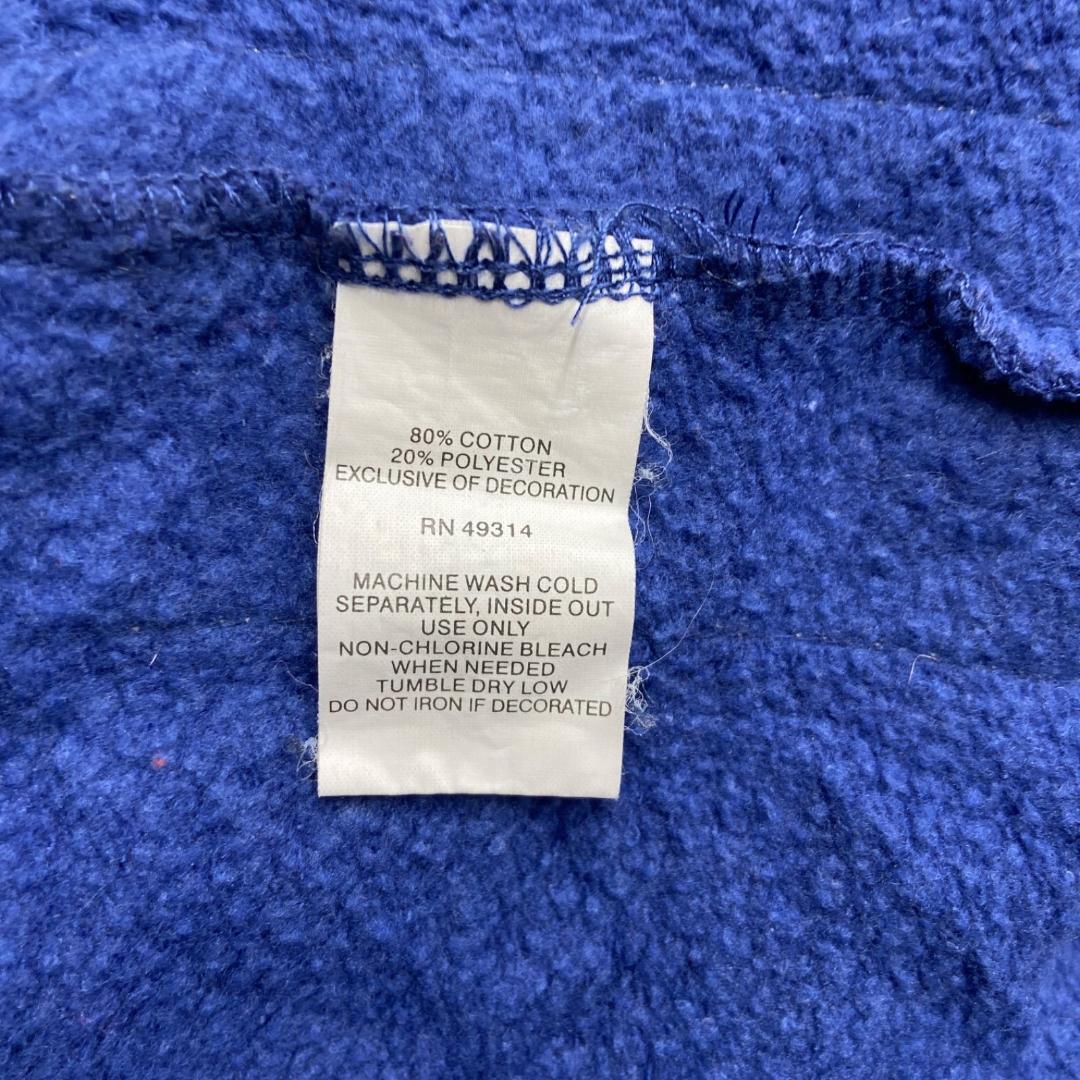 80% COTTON
20% POLYESTER
EXCLUSIVE OF DECORATION
RN 49314
MACHINE WASH COLD
SEPARATELY, INSIDE OUT
USE ONLY
NON-CHLORINE BLEACH
WHEN NEEDED
TUMBLE DRY LOW
DO NOT IRON IF DECORATED